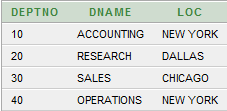 DEPTNO DNAME LOC
10 ACCOUNTING NEW YORK
20 RESEARCH DALLAS
30 SALES CHICAGO
40 OPERATIONS NEW YORK